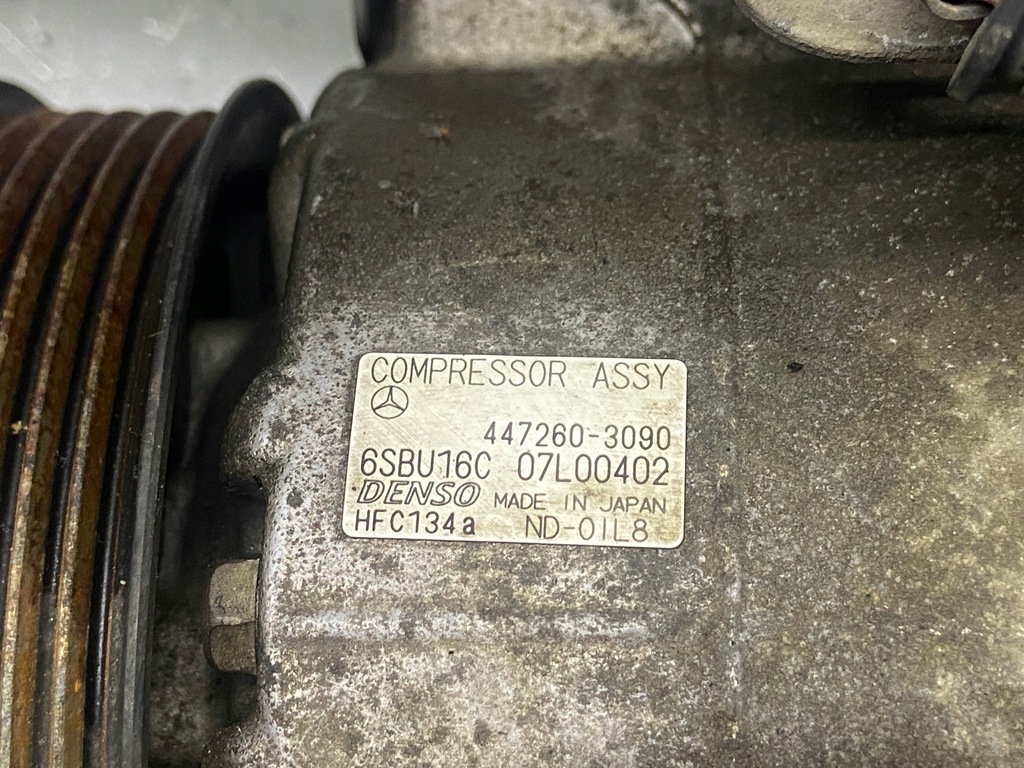 COMPRESSOR ASSY
447260-3090
6SBU16C 07L00402
DENSO MADE IN JAPAN
HFC134a ND-OIL8